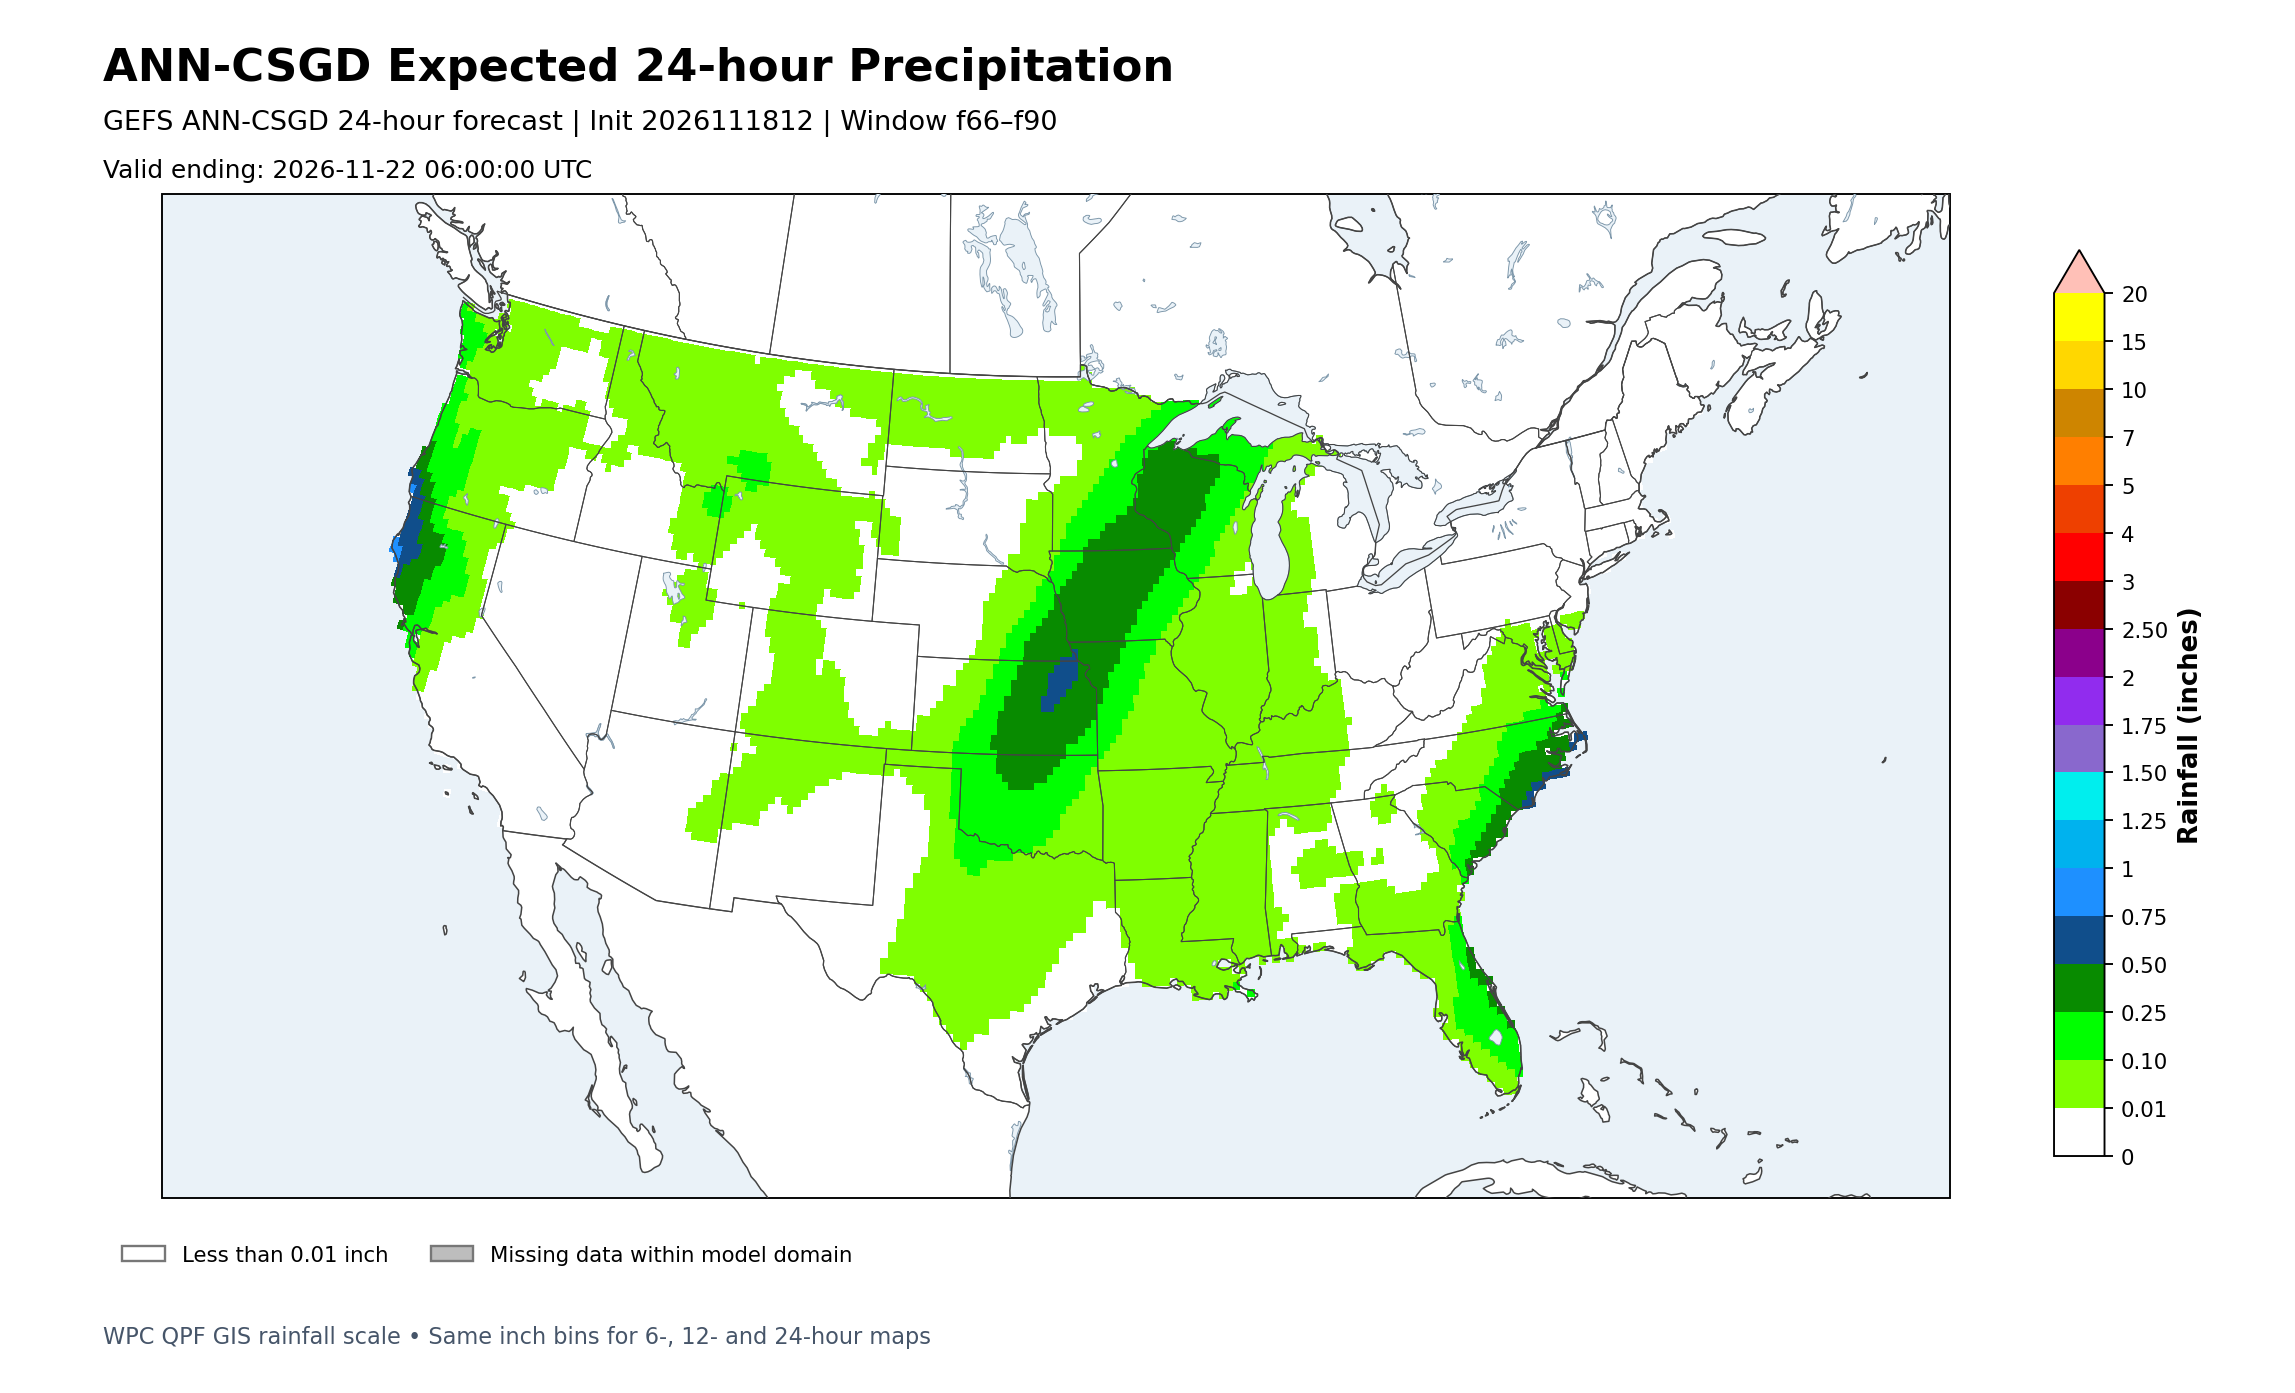 ANN-CSGD Expected 24-hour Precipitation
GEFS ANN-CSGD 24-hour forecast | Init 2026111812 | Window f66–f90
Valid ending: 2026-11-22 06:00:00 UTC
20
15
10
7
5
4
3
2.50
2
1.75
1.50
1.25
1
0.75
0.50
0.25
0.10
0.01
0
Rainfall (inches)
Less than 0.01 inch
Missing data within model domain
WPC QPF GIS rainfall scale • Same inch bins for 6-, 12- and 24-hour maps